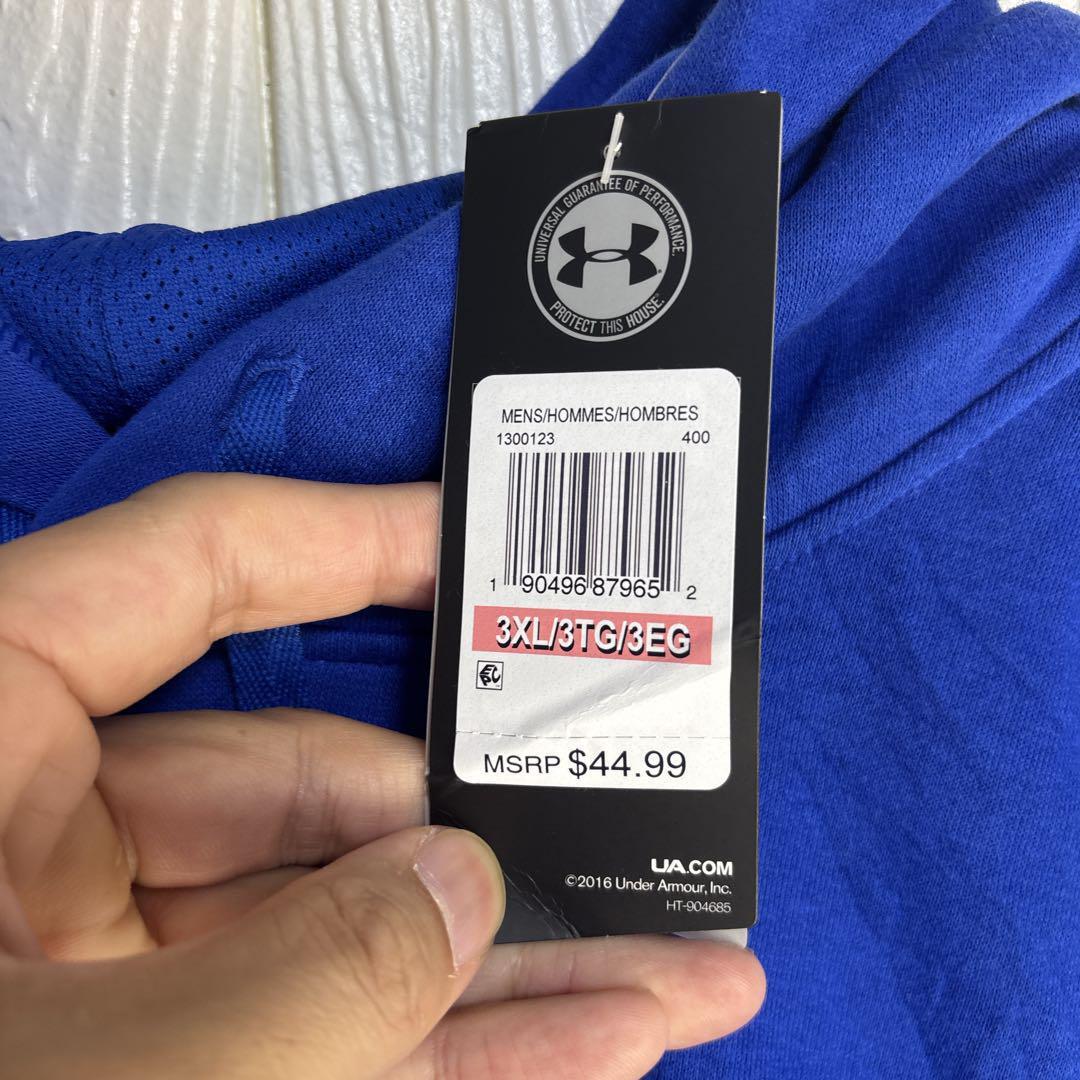 UNIVERSAL GUARANTEE OF PERFORMANCE.
PROTECT THIS HOUSE.
MENS/HOMMES/HOMBRES
1300123 400
1 90496 87965 2
3XL/3TG/3EG
EPC
MSRP $44.99
UA.COM
©2016 Under Armour, Inc.
HT-904685